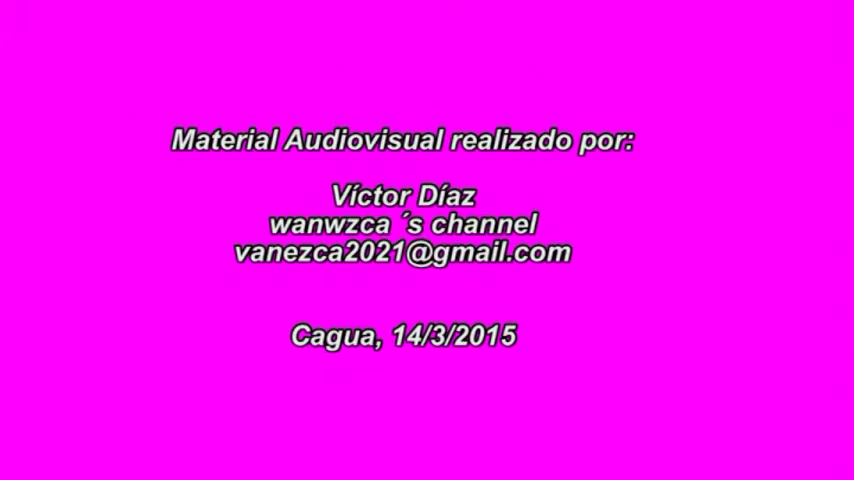 Material Audiovisual realizado por:
Víctor Díaz
wanwzca ´s channel
vanezca2021@gmail.com
Cagua, 14/3/2015